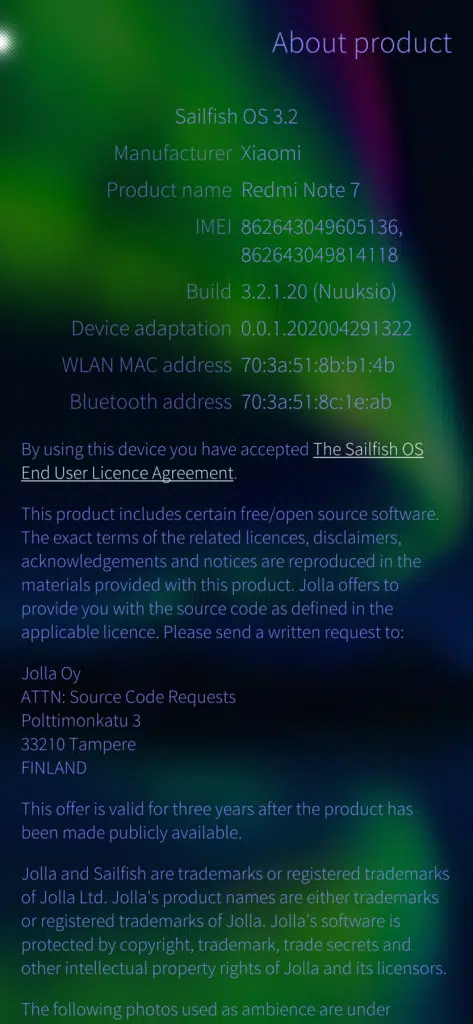 About product
Sailfish OS 3.2
Manufacturer Xiaomi
Product name Redmi Note 7
IMEI 862643049605136,
862643049814118
Build 3.2.1.20 (Nuuksio)
Device adaptation 0.0.1.202004291322
WLAN MAC address 70:3a:51:8b:b1:4b
Bluetooth address 70:3a:51:8c:1e:ab
By using this device you have accepted The Sailfish OS
End User Licence Agreement.
This product includes certain free/open source software.
The exact terms of the related licences, disclaimers,
acknowledgements and notices are reproduced in the
materials provided with this product. Jolla offers to
provide you with the source code as defined in the
applicable licence. Please send a written request to:
Jolla Oy
ATTN: Source Code Requests
Polttimonkatu 3
33210 Tampere
FINLAND
This offer is valid for three years after the product has
been made publicly available.
Jolla and Sailfish are trademarks or registered trademarks
of Jolla Ltd. Jolla's product names are either trademarks
or registered trademarks of Jolla. Jolla's software is
protected by copyright, trademark, trade secrets and
other intellectual property rights of Jolla and its licensors.
The following photos used as ambience are under